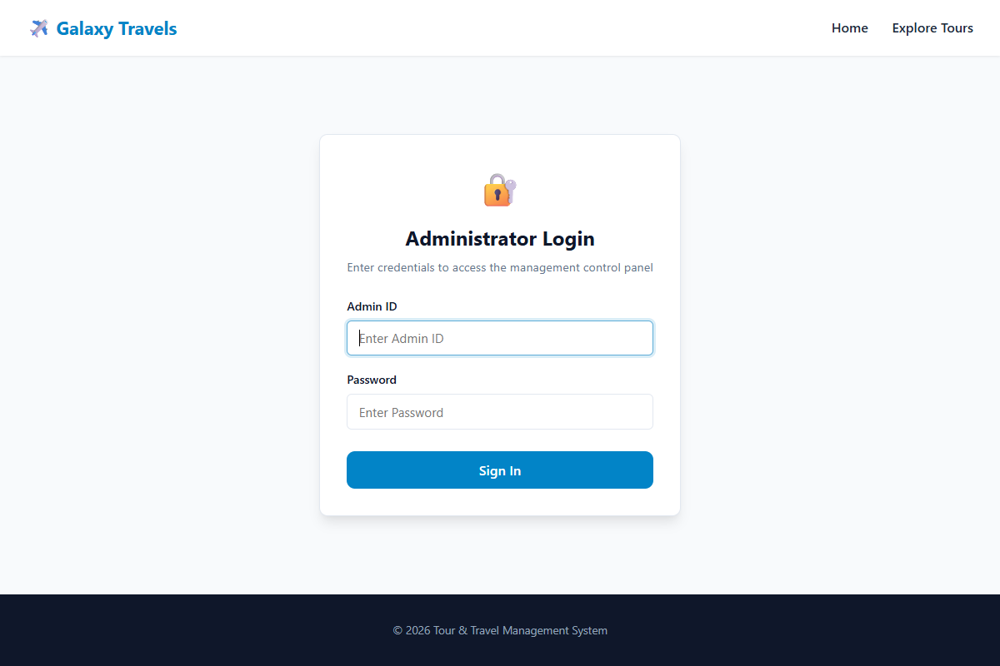 Galaxy Travels
Home
Explore Tours
Administrator Login
Enter credentials to access the management control panel
Admin ID
Enter Admin ID
Password
Enter Password
Sign In
© 2026 Tour & Travel Management System